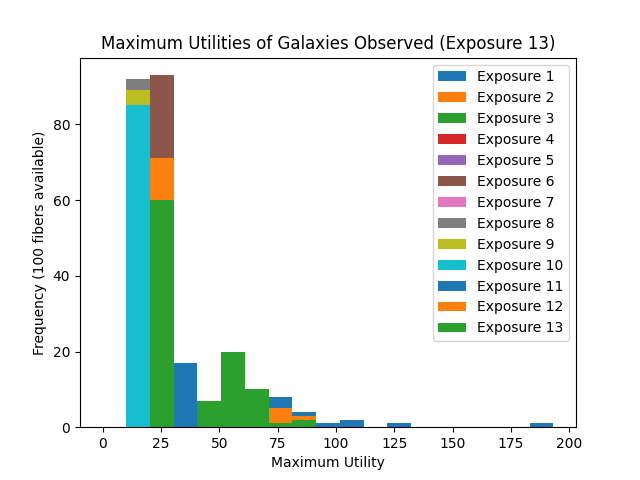 Maximum Utilities of Galaxies Observed (Exposure 13)
Exposure 1
Exposure 2
Exposure 3
Exposure 4
Exposure 5
Exposure 6
Exposure 7
Exposure 8
Exposure 9
Exposure 10
Exposure 11
Exposure 12
Exposure 13
Frequency (100 fibers available)
80
60
40
20
0
0 25 50 75 100 125 150 175 200
Maximum Utility